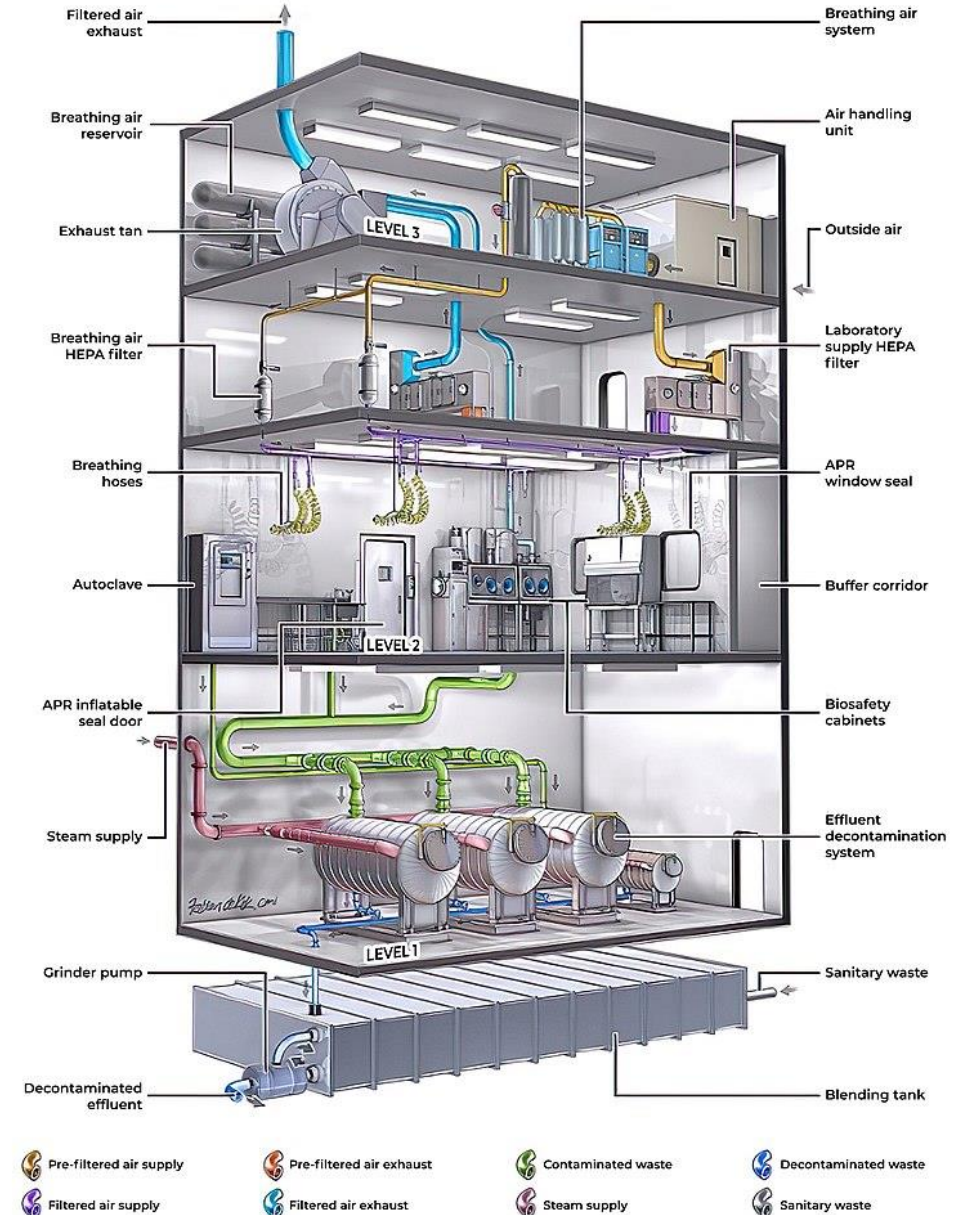 Filtered air
exhaust
Breathing air
system
Breathing air
reservoir
Air handling
unit
Exhaust tan
LEVEL 3
Outside air
Breathing air
HEPA filter
Laboratory
supply HEPA
filter
Breathing
hoses
APR
window seal
Autoclave
Buffer corridor
LEVEL 2
APR inflatable
seal door
Biosafety
cabinets
Steam supply
Effluent
decontamination
system
LEVEL 1
Grinder pump
Sanitary waste
Decontaminated
effluent
Blending tank
Pre-filtered air supply
Pre-filtered air exhaust
Contaminated waste
Decontaminated waste
Filtered air supply
Filtered air exhaust
Steam supply
Sanitary waste